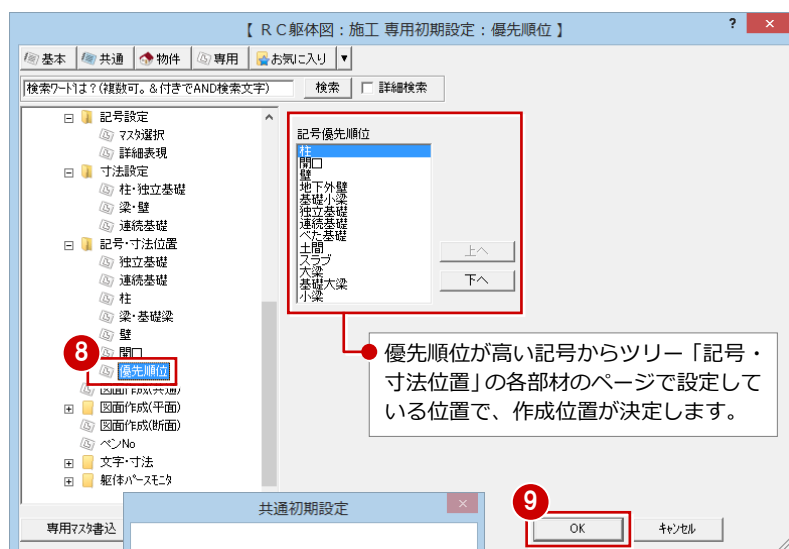 【 ＲＣ躯体図：施工 専用初期設定：優先順位 】
? ×
基本 共通 物件 専用 お気に入り ▼
検索ワードは？(複数可。＆付きでAND検索文字) 検索 詳細検索
記号設定
マスタ選択
詳細表現
寸法設定
柱・独立基礎
梁・壁
連続基礎
記号・寸法位置
独立基礎
連続基礎
柱
梁・基礎梁
壁
開口
優先順位
図面作成(共通)
図面作成(平面)
図面作成(断面)
ペンNo
文字・寸法
躯体パースモニタ
8
記号優先順位
柱
開口
壁
地下外壁
基礎小梁
独立基礎
連続基礎
べた基礎
土間
スラブ
大梁
基礎大梁
小梁
上へ
下へ
優先順位が高い記号からツリー「記号・
寸法位置」の各部材のページで設定して
いる位置で、作成位置が決定します。
専用マスタ書込
共通初期設定 ×
9
OK キャンセル